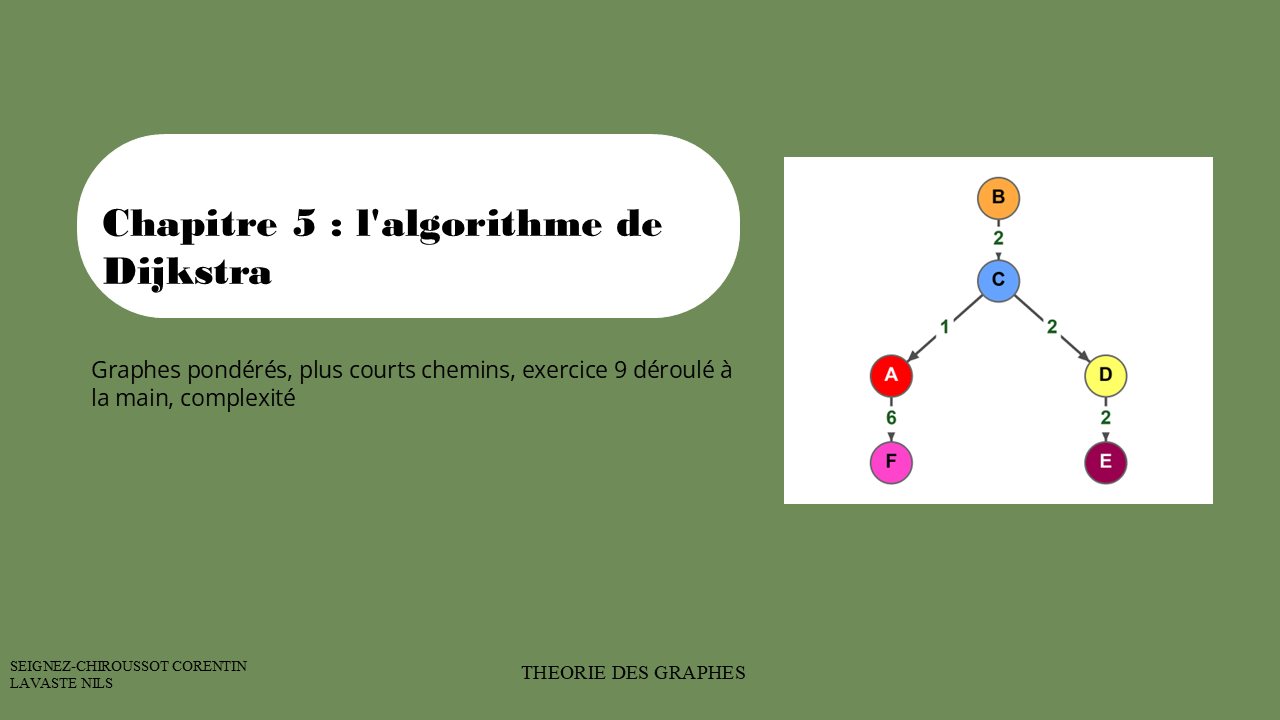 Chapitre 5 : l'algorithme de
Dijkstra
Graphes pondérés, plus courts chemins, exercice 9 déroulé à
la main, complexité
B
2
C
1
2
A
D
6
2
F
E
SEIGNEZ-CHIROUSSOT CORENTIN
LAVASTE NILS
THEORIE DES GRAPHES